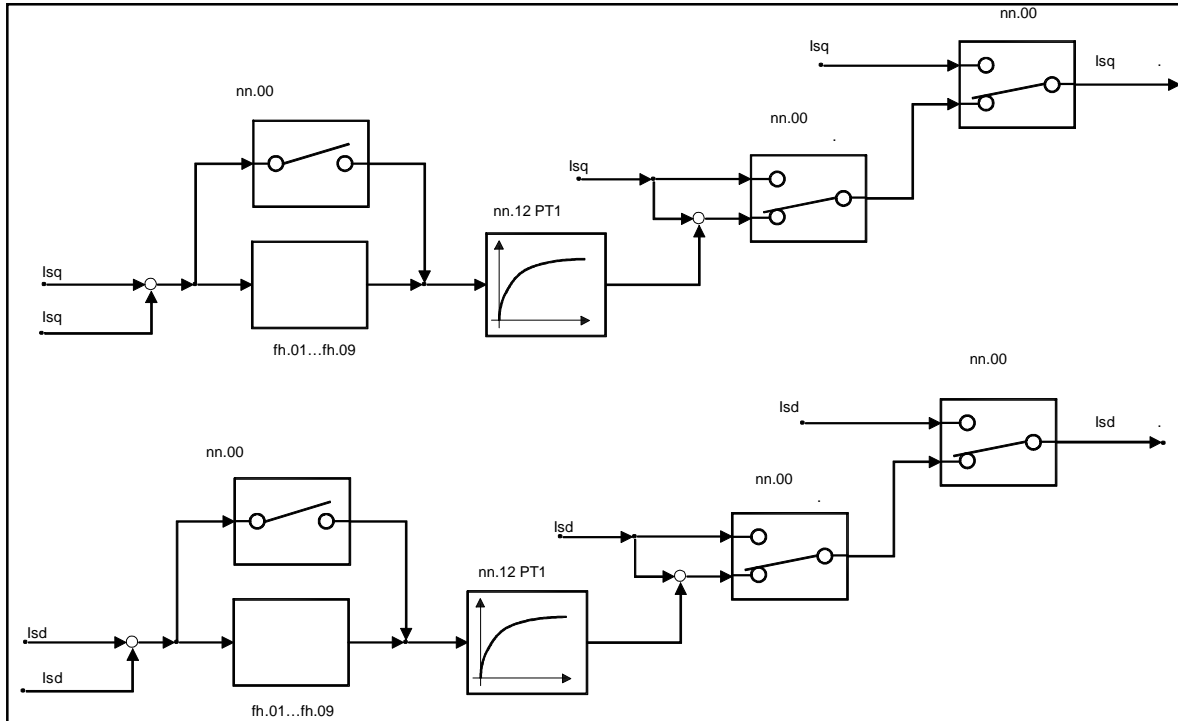 nn.00
Isq
Isq .
nn.00
nn.00
.
Isq
nn.12 PT1
Isq
Isq
fh.01...fh.09
nn.00
Isd
Isd .
nn.00
nn.00
.
Isd
nn.12 PT1
Isd
Isd
fh.01...fh.09